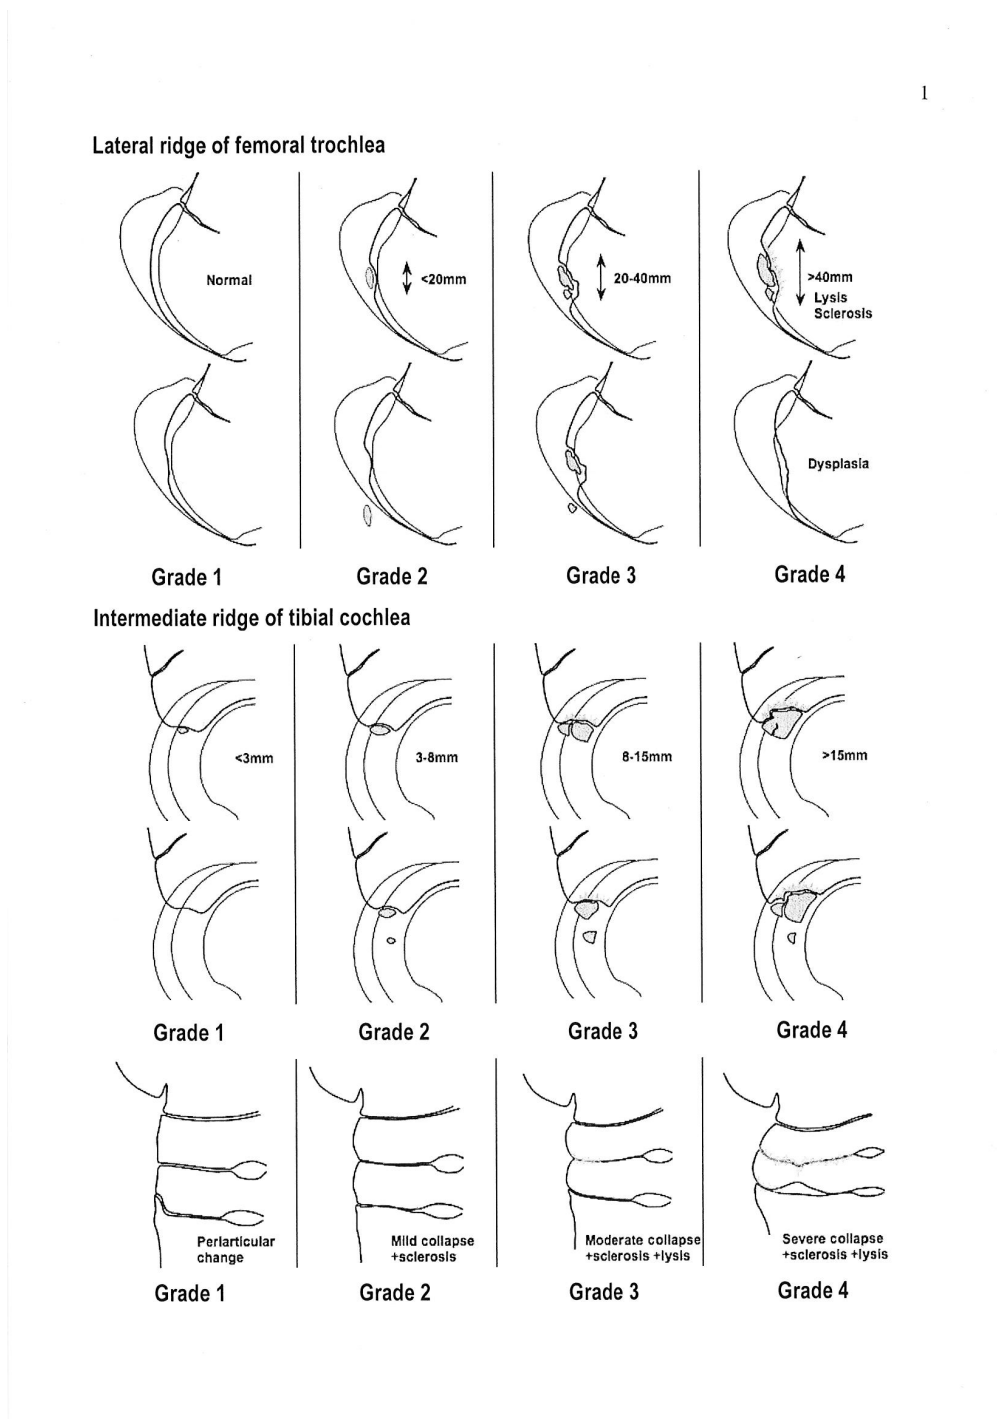 1
Lateral ridge of femoral trochlea
Normal
<20mm
20-40mm
>40mm
Lysis
Sclerosis
Dysplasia
Grade 1
Grade 2
Grade 3
Grade 4
Intermediate ridge of tibial cochlea
<3mm
3-8mm
8-15mm
>15mm
Grade 1
Grade 2
Grade 3
Grade 4
Periarticular
change
Mild collapse
+sclerosis
Moderate collapse
+sclerosis +lysis
Severe collapse
+sclerosis +lysis
Grade 1
Grade 2
Grade 3
Grade 4